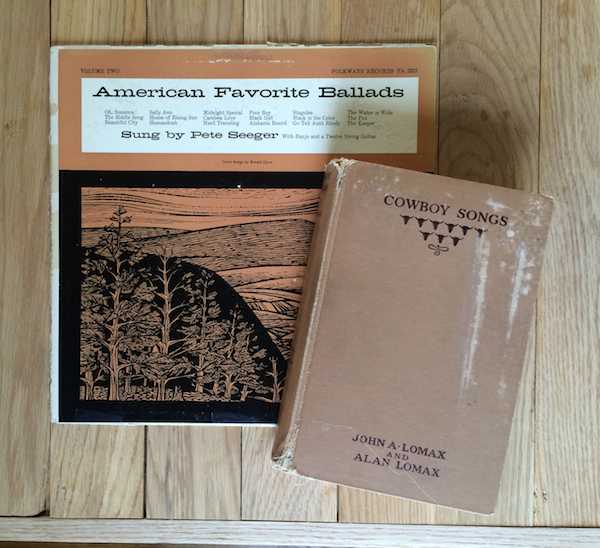 VOLUME TWO FOLKWAYS RECORDS FA 2321
American Favorite Ballads
Oh, Susanna Sally Ann Midnight Special Poor Boy Stagolee The Water is Wide
The Riddle Song House of Rising Sun Careless Love Black Girl Black is the Color The Fox
Beautiful City Shenandoah Hard Traveling Alabama Bound Go Tell Aunt Rhody The Keeper
Sung by Pete Seeger With Banjo and a Twelve String Guitar
COWBOY SONGS
JOHN A·LOMAX
AND
ALAN LOMAX